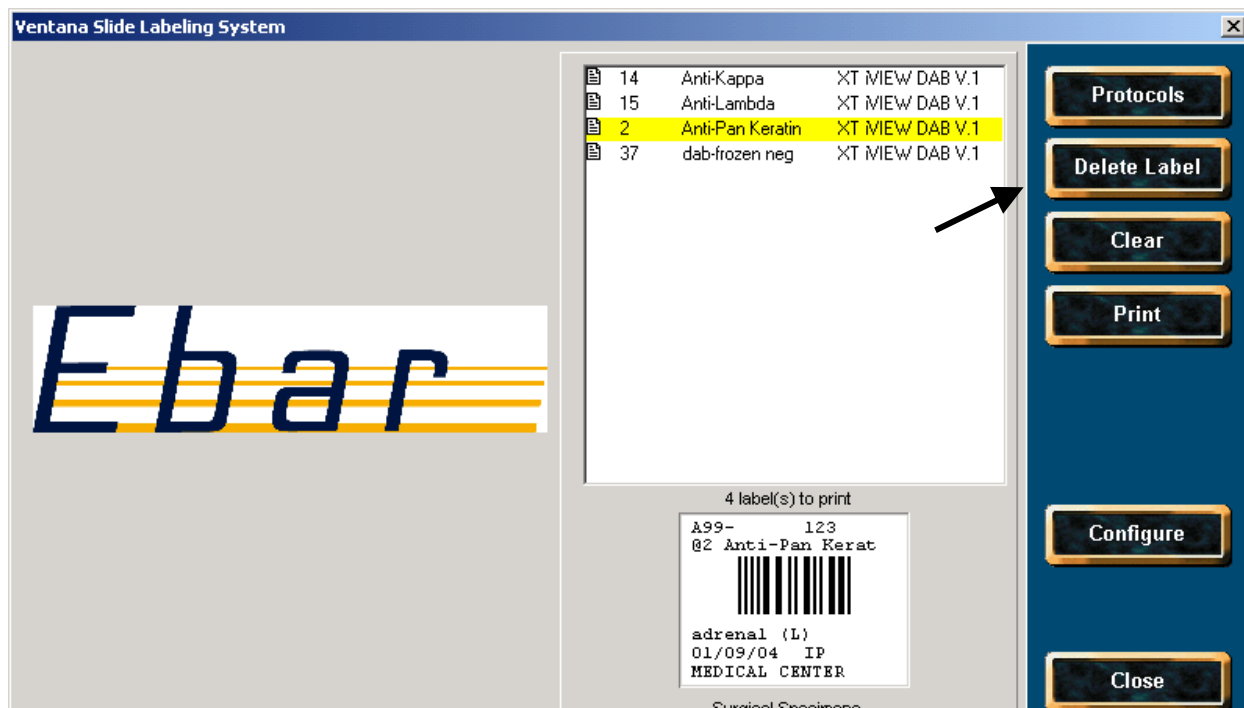 Ventana Slide Labeling System
14 Anti-Kappa XT iVIEW DAB V.1
15 Anti-Lambda XT iVIEW DAB V.1
2 Anti-Pan Keratin XT iVIEW DAB V.1
37 dab-frozen neg XT iVIEW DAB V.1
Ebar
4 label(s) to print
A99- 123
@2 Anti-Pan Kerat
adrenal (L)
01/09/04 IP
MEDICAL CENTER
Surgical Specimens
Protocols
Delete Label
Clear
Print
Configure
Close